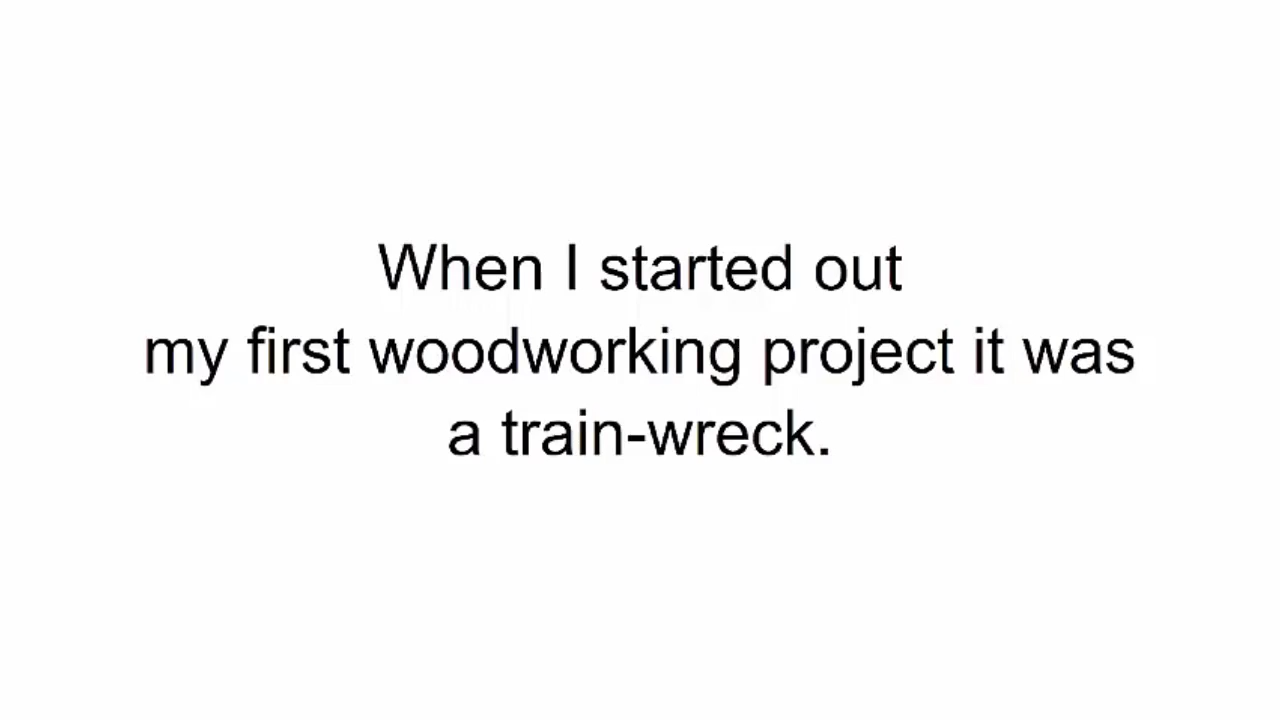 When I started out
my first woodworking project it was
a train-wreck.